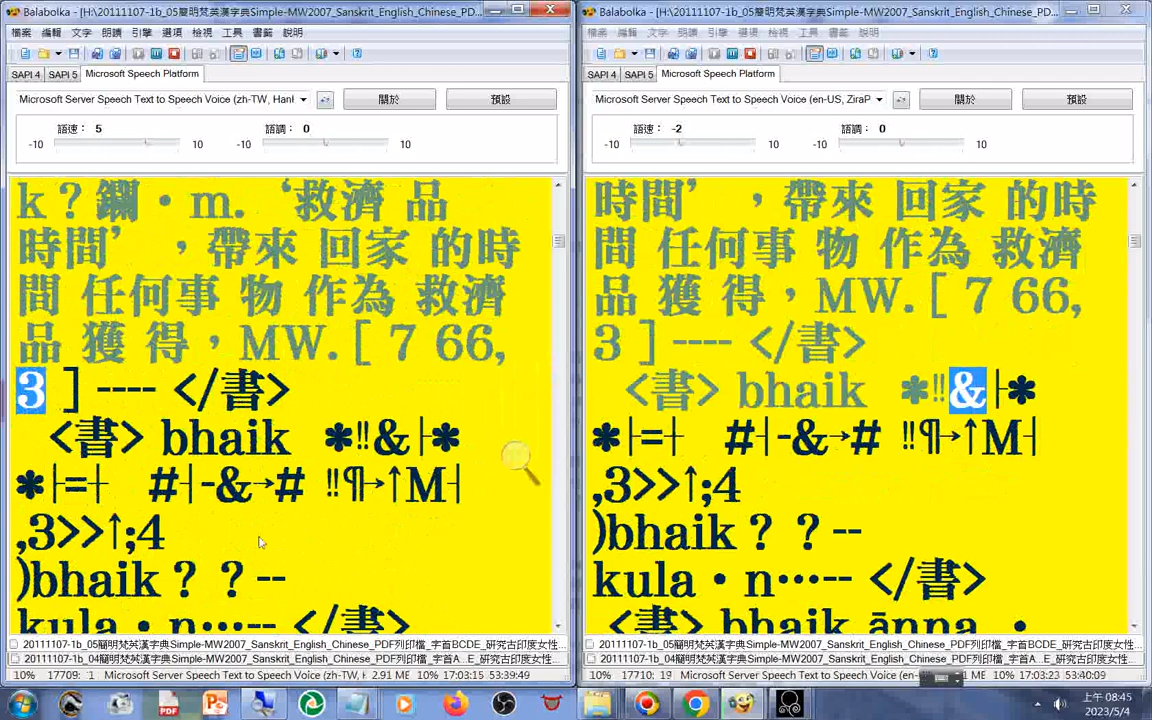 Balabolka - [H:\20111107-1b_05簡明梵英漢字典Simple-MW2007_Sanskrit_English_Chinese_PD...
檔案 編輯 文字 朗讀 引擎 選項 檢視 工具 書籤 說明
SAPI 4 SAPI 5 Microsoft Speech Platform
Microsoft Server Speech Text to Speech Voice (zh-TW, Hanl
關於
預設
語速： 5
語調： 0
-10 10 -10 10
k？鑭・m.‘救濟 品
時間’，帶來 回家 的時
間 任何事 物 作為 救濟
品 獲 得，MW.[ 7 66,
3 ] ---- </書>
<書> bhaik ✽‼&├✽
✽├=┼ #┤-&→# ‼¶→↑M┤
,3>>↑;4
)bhaik？？--
kula・n…-- </書>
20111107-1b_05簡明梵英漢字典Simple-MW2007_Sanskrit_English_Chinese_PDF列印檔_字首BCDE_研究古印度女性...
20111107-1b_04簡明梵英漢字典Simple-MW2007_Sanskrit_English_Chinese_PDF列印檔_字首A...E_研究古印度女性...
10% 17709: '1 Microsoft Server Speech Text to Speech Voice (zh-TW, H 2.91 ME 10% 17:03:15 53:39:49
Balabolka - [H:\20111107-1b_05簡明梵英漢字典Simple-MW2007_Sanskrit_English_Chinese_PD...
檔案 編輯 文字 朗讀 引擎 選項 檢視 工具 書籤 說明
SAPI 4 SAPI 5 Microsoft Speech Platform
Microsoft Server Speech Text to Speech Voice (en-US, ZiraP
關於
預設
語速： -2
語調： 0
-10 10 -10 10
時間’，帶來 回家 的時
間 任何事 物 作為 救濟
品 獲 得，MW.[ 7 66,
3 ] ---- </書>
<書> bhaik ✽‼&├✽
✽├=┼ #┤-&→# ‼¶→↑M┤
,3>>↑;4
)bhaik？？--
kula・n…-- </書>
<書> bhaik ānna ・
20111107-1b_05簡明梵英漢字典Simple-MW2007_Sanskrit_English_Chinese_PDF列印檔_字首BCDE_研究古印度女性...
20111107-1b_04簡明梵英漢字典Simple-MW2007_Sanskrit_English_Chinese_PDF列印檔_字首A...E_研究古印度女性...
10% 17710: 19 Microsoft Server Speech Text to Speech Voice (en-US, 10% 17:03:23 53:40:09
PDF
上午 08:45
2023/5/4